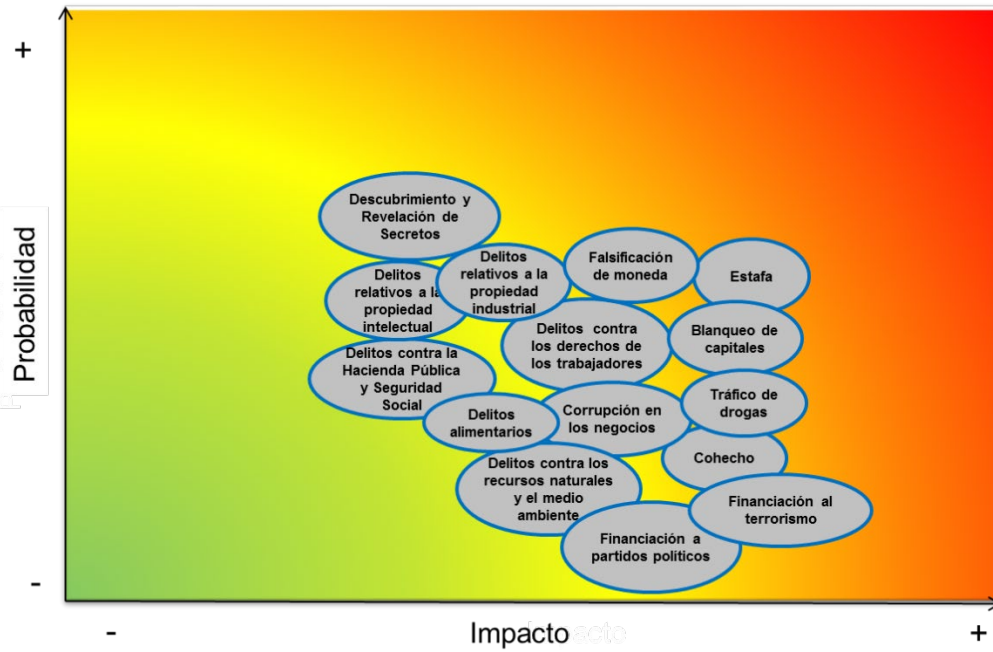 +
Probabilidad
-
Descubrimiento y
Revelación de
Secretos
Delitos
relativos a la
propiedad
industrial
Falsificación
de moneda
Estafa
Delitos
relativos a la
propiedad
intelectual
Delitos contra
los derechos de
los trabajadores
Blanqueo de
capitales
Delitos contra la
Hacienda Pública
y Seguridad
Social
Delitos
alimentarios
Corrupción en
los negocios
Tráfico de
drogas
Cohecho
Delitos contra los
recursos naturales
y el medio
ambiente
Financiación al
terrorismo
Financiación a
partidos políticos
-
Impacto
+